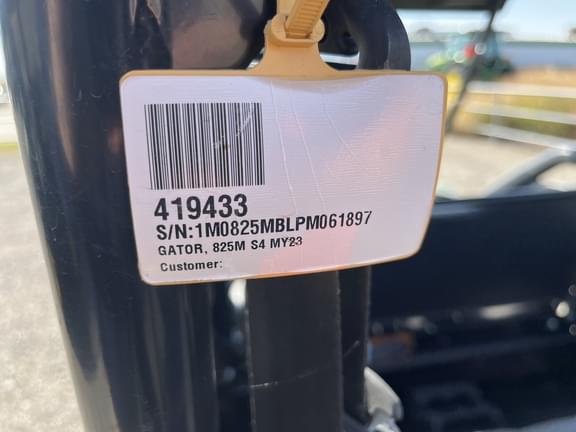 419433
S/N:1M0825MBLPM061897
GATOR, 825M S4 MY23
Customer: